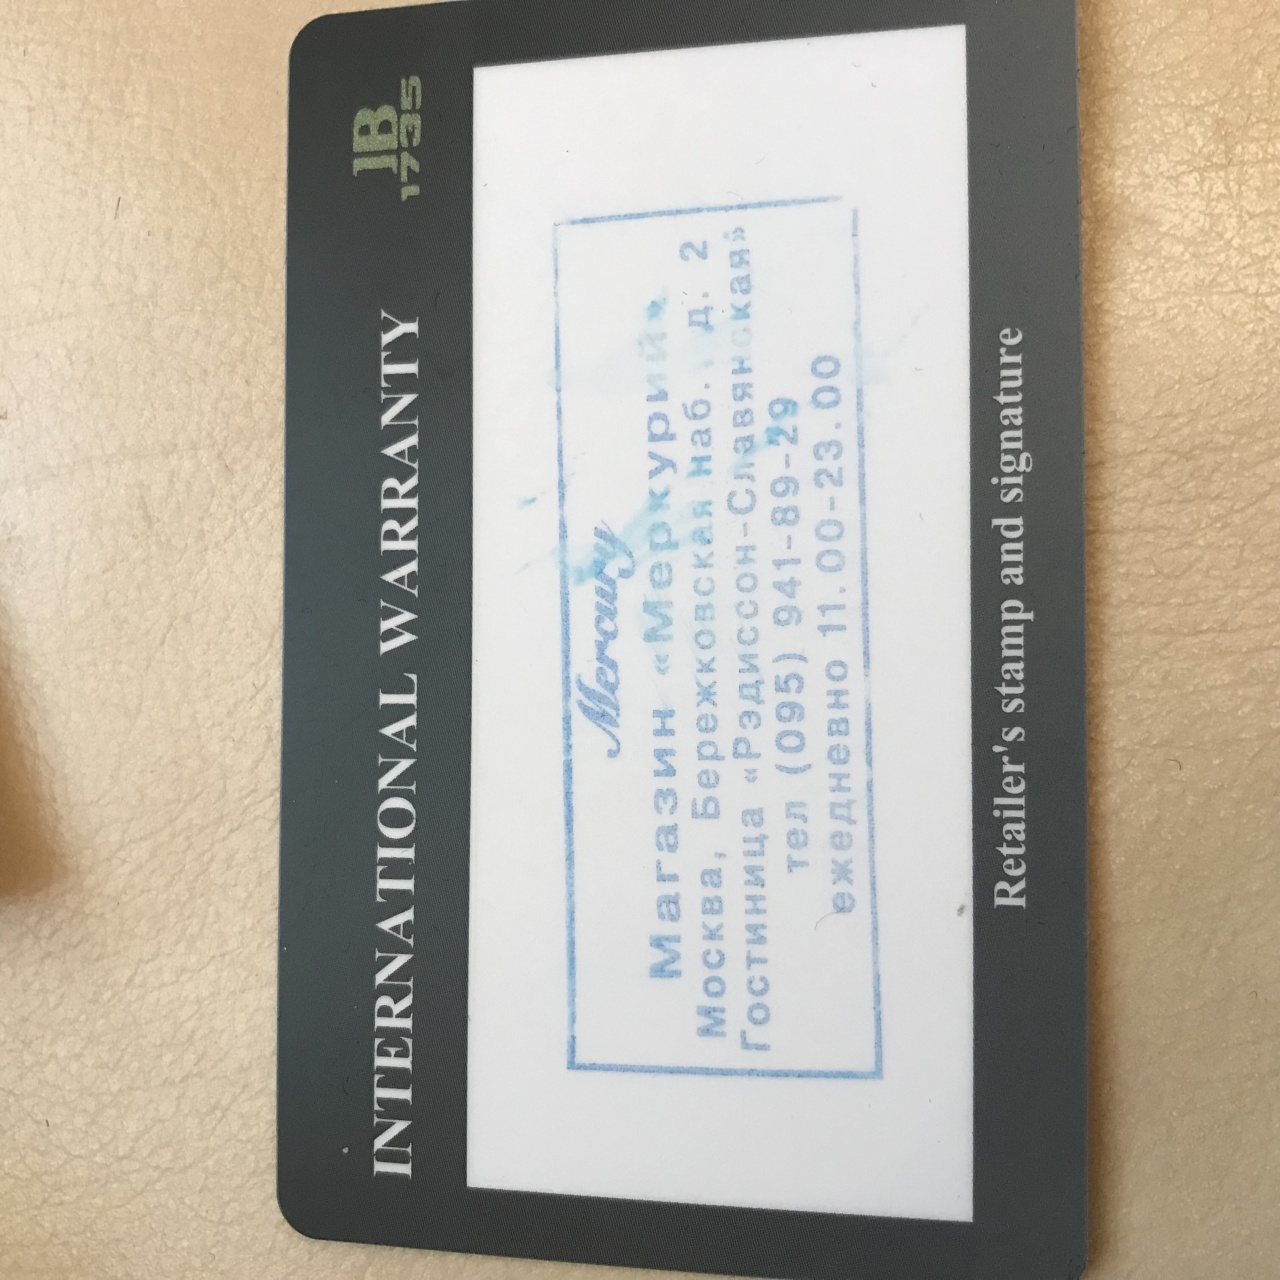 INTERNATIONAL WARRANTY
JB
1735
Mercury
Магазин «Меркурий»
Москва, Бережковская наб., д. 2
Гостиница «Рэдиссон-Славянская»
тел (095) 941-89-29
ежедневно 11.00-23.00
Retailer's stamp and signature